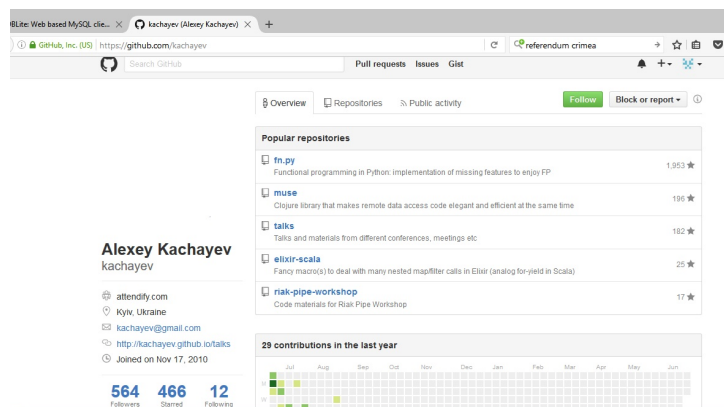 BLite: Web based MySQL clie...
kachayev (Alexey Kachayev)
GitHub, Inc. (US)
https://github.com/kachayev
referendum crimea
Search GitHub
Pull requests Issues Gist
Overview
Repositories
Public activity
Follow
Block or report
Popular repositories
fn.py
1,953
Functional programming in Python: implementation of missing features to enjoy FP
muse
196
Clojure library that makes remote data access code elegant and efficient at the same time
talks
182
Talks and materials from different conferences, meetings etc
elixir-scala
25
Fancy macro(s) to deal with many nested map/filter calls in Elixir (analog for-yield in Scala)
riak-pipe-workshop
17
Code materials for Riak Pipe Workshop
Alexey Kachayev
kachayev
attendify.com
Kyiv, Ukraine
kachayev@gmail.com
http://kachayev.github.io/talks
Joined on Nov 17, 2010
564 466 12
Followers Starred Following
29 contributions in the last year
Jul Aug Sep Oct Nov Dec Jan Feb Mar Apr May Jun
M
W